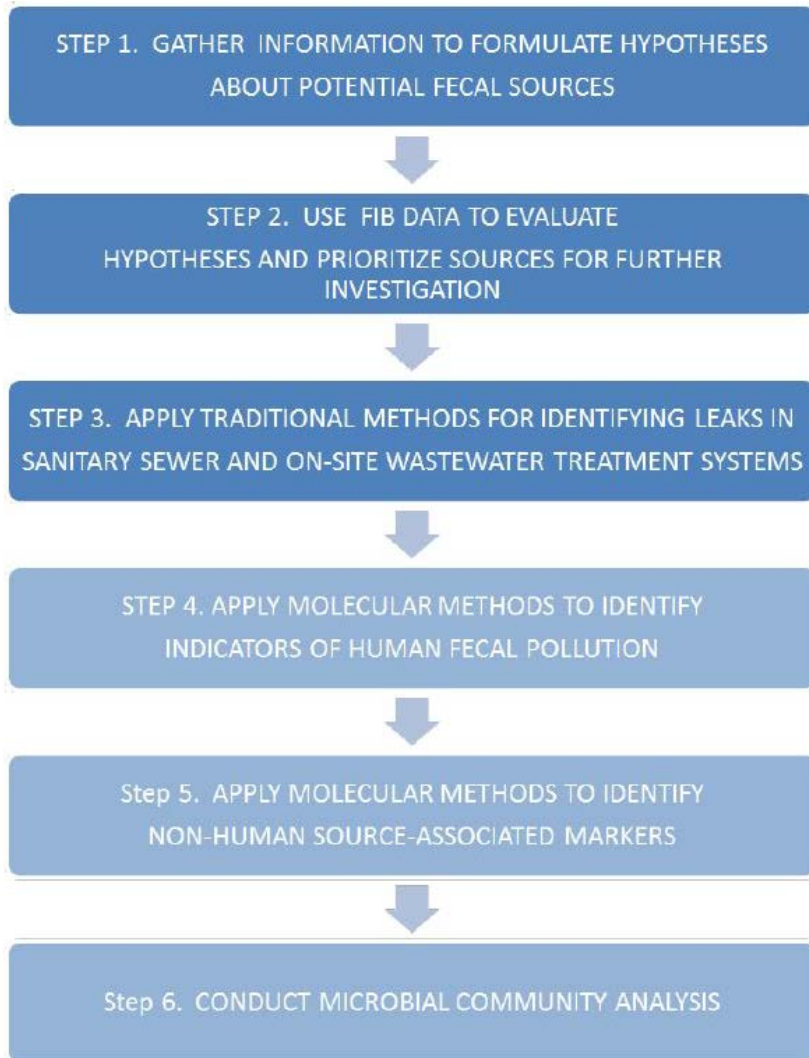 STEP 1. GATHER INFORMATION TO FORMULATE HYPOTHESES
ABOUT POTENTIAL FECAL SOURCES
STEP 2. USE FIB DATA TO EVALUATE
HYPOTHESES AND PRIORITIZE SOURCES FOR FURTHER
INVESTIGATION
STEP 3. APPLY TRADITIONAL METHODS FOR IDENTIFYING LEAKS IN
SANITARY SEWER AND ON-SITE WASTEWATER TREATMENT SYSTEMS
STEP 4. APPLY MOLECULAR METHODS TO IDENTIFY
INDICATORS OF HUMAN FECAL POLLUTION
Step 5. APPLY MOLECULAR METHODS TO IDENTIFY
NON-HUMAN SOURCE-ASSOCIATED MARKERS
Step 6. CONDUCT MICROBIAL COMMUNITY ANALYSIS